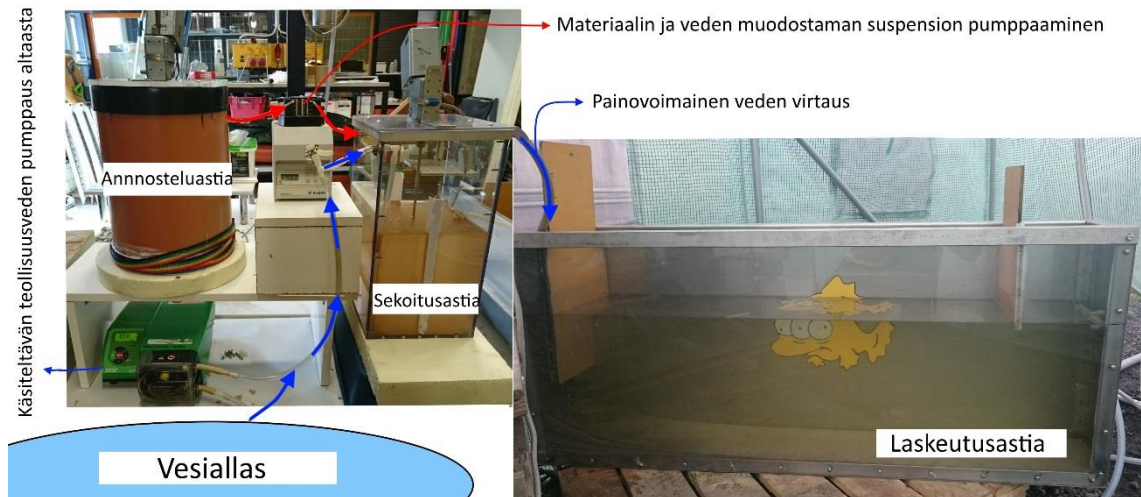 Materiaalin ja veden muodostaman suspension pumppaaminen
Painovoimainen veden virtaus
Käsiteltävän teollisuusveden pumppaus altaasta
Annnosteluastia
Sekoitusastia
Laskeutusastia
Vesiallas